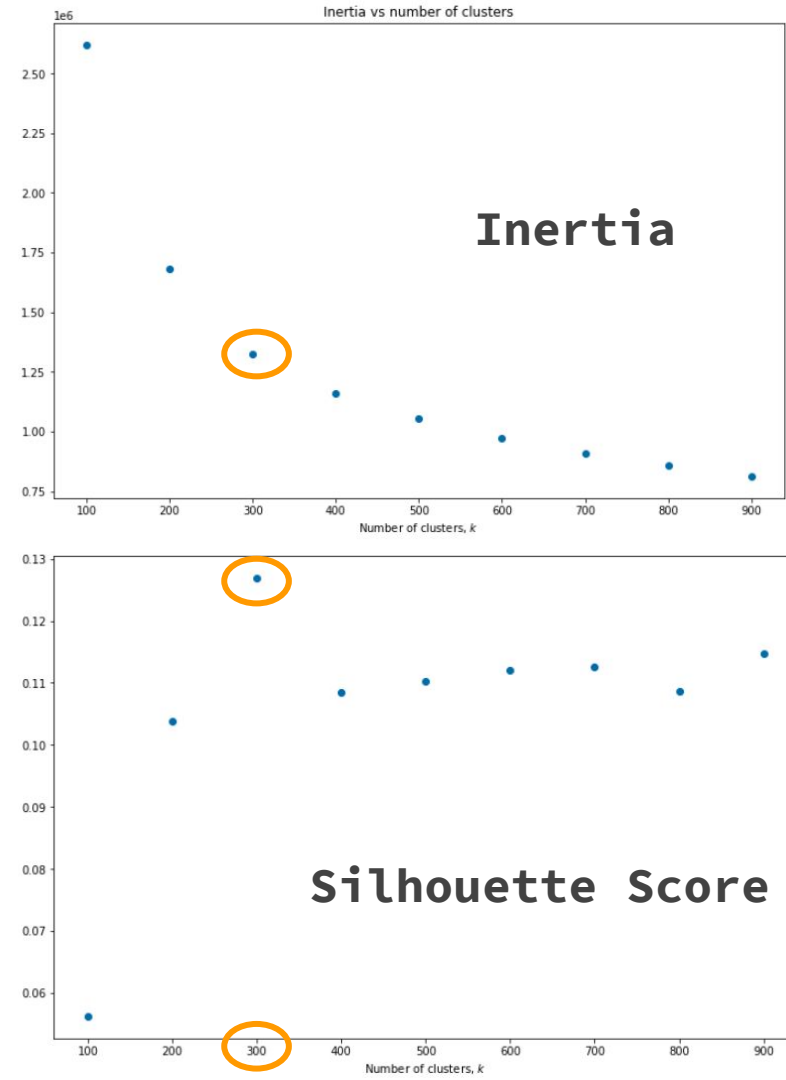 Inertia vs number of clusters
1e6
2.50
2.25
2.00
Inertia
1.75
1.50
1.25
1.00
0.75
100 200 300 400 500 600 700 800 900
Number of clusters, k
0.13
0.12
0.11
0.10
0.09
0.08
Silhouette Score
0.07
0.06
100 200 300 400 500 600 700 800 900
Number of clusters, k